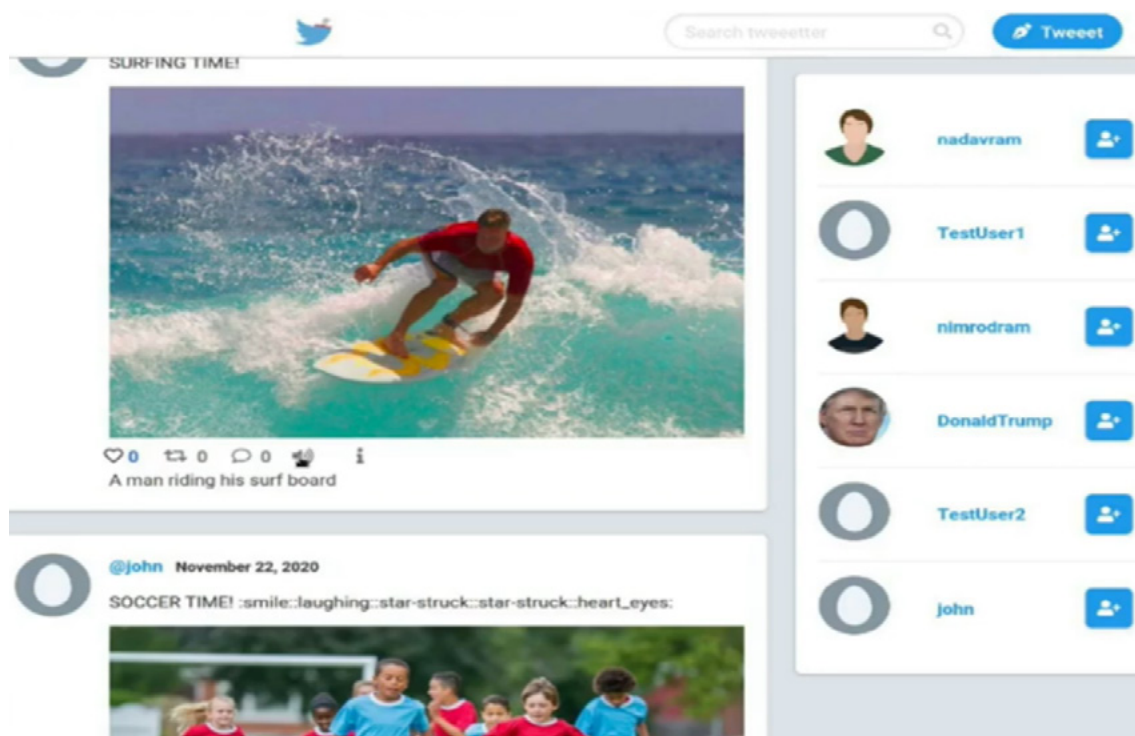 Search tweeetter
Tweeet
SURFING TIME!
0 0 0
A man riding his surf board
@john November 22, 2020
SOCCER TIME! :smile::laughing::star-struck::star-struck::heart_eyes:
nadavram
TestUser1
nimrodram
DonaldTrump
TestUser2
john